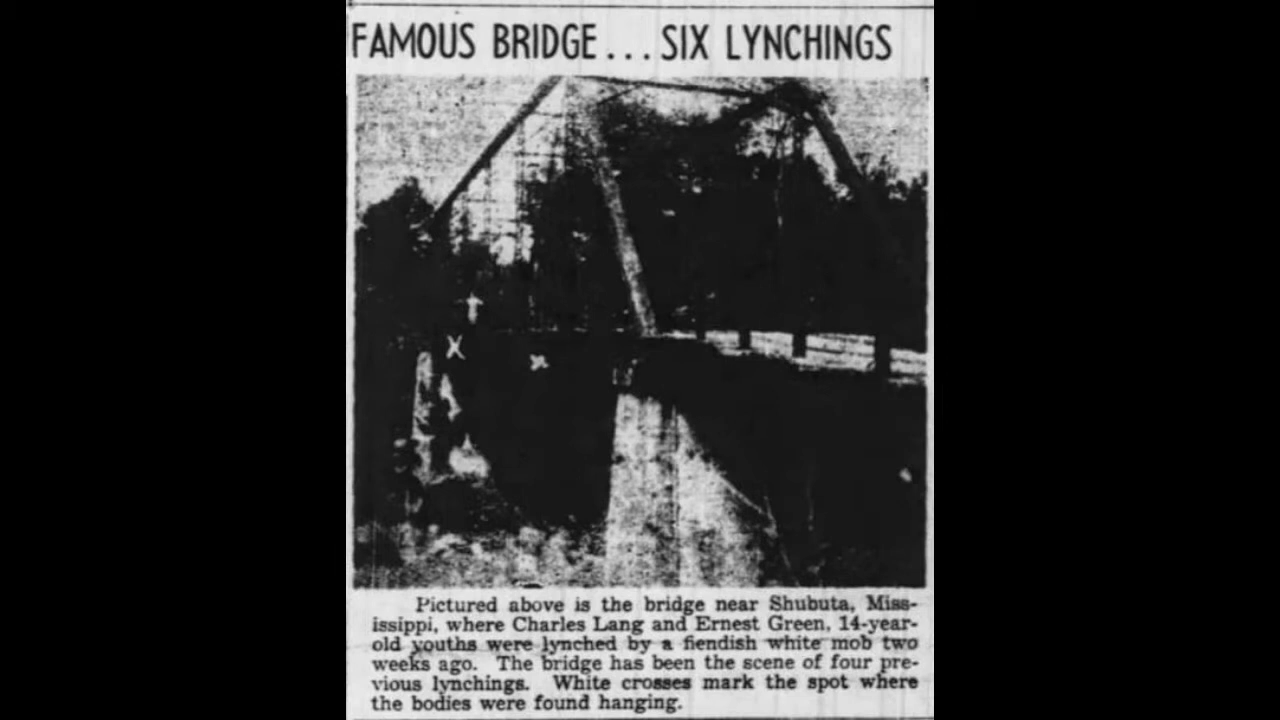 FAMOUS BRIDGE...SIX LYNCHINGS
Pictured above is the bridge near Shubuta, Miss-
issippi, where Charles Lang and Ernest Green, 14-year-
old youths were lynched by a fiendish white mob two
weeks ago. The bridge has been the scene of four pre-
vious lynchings. White crosses mark the spot where
the bodies were found hanging.